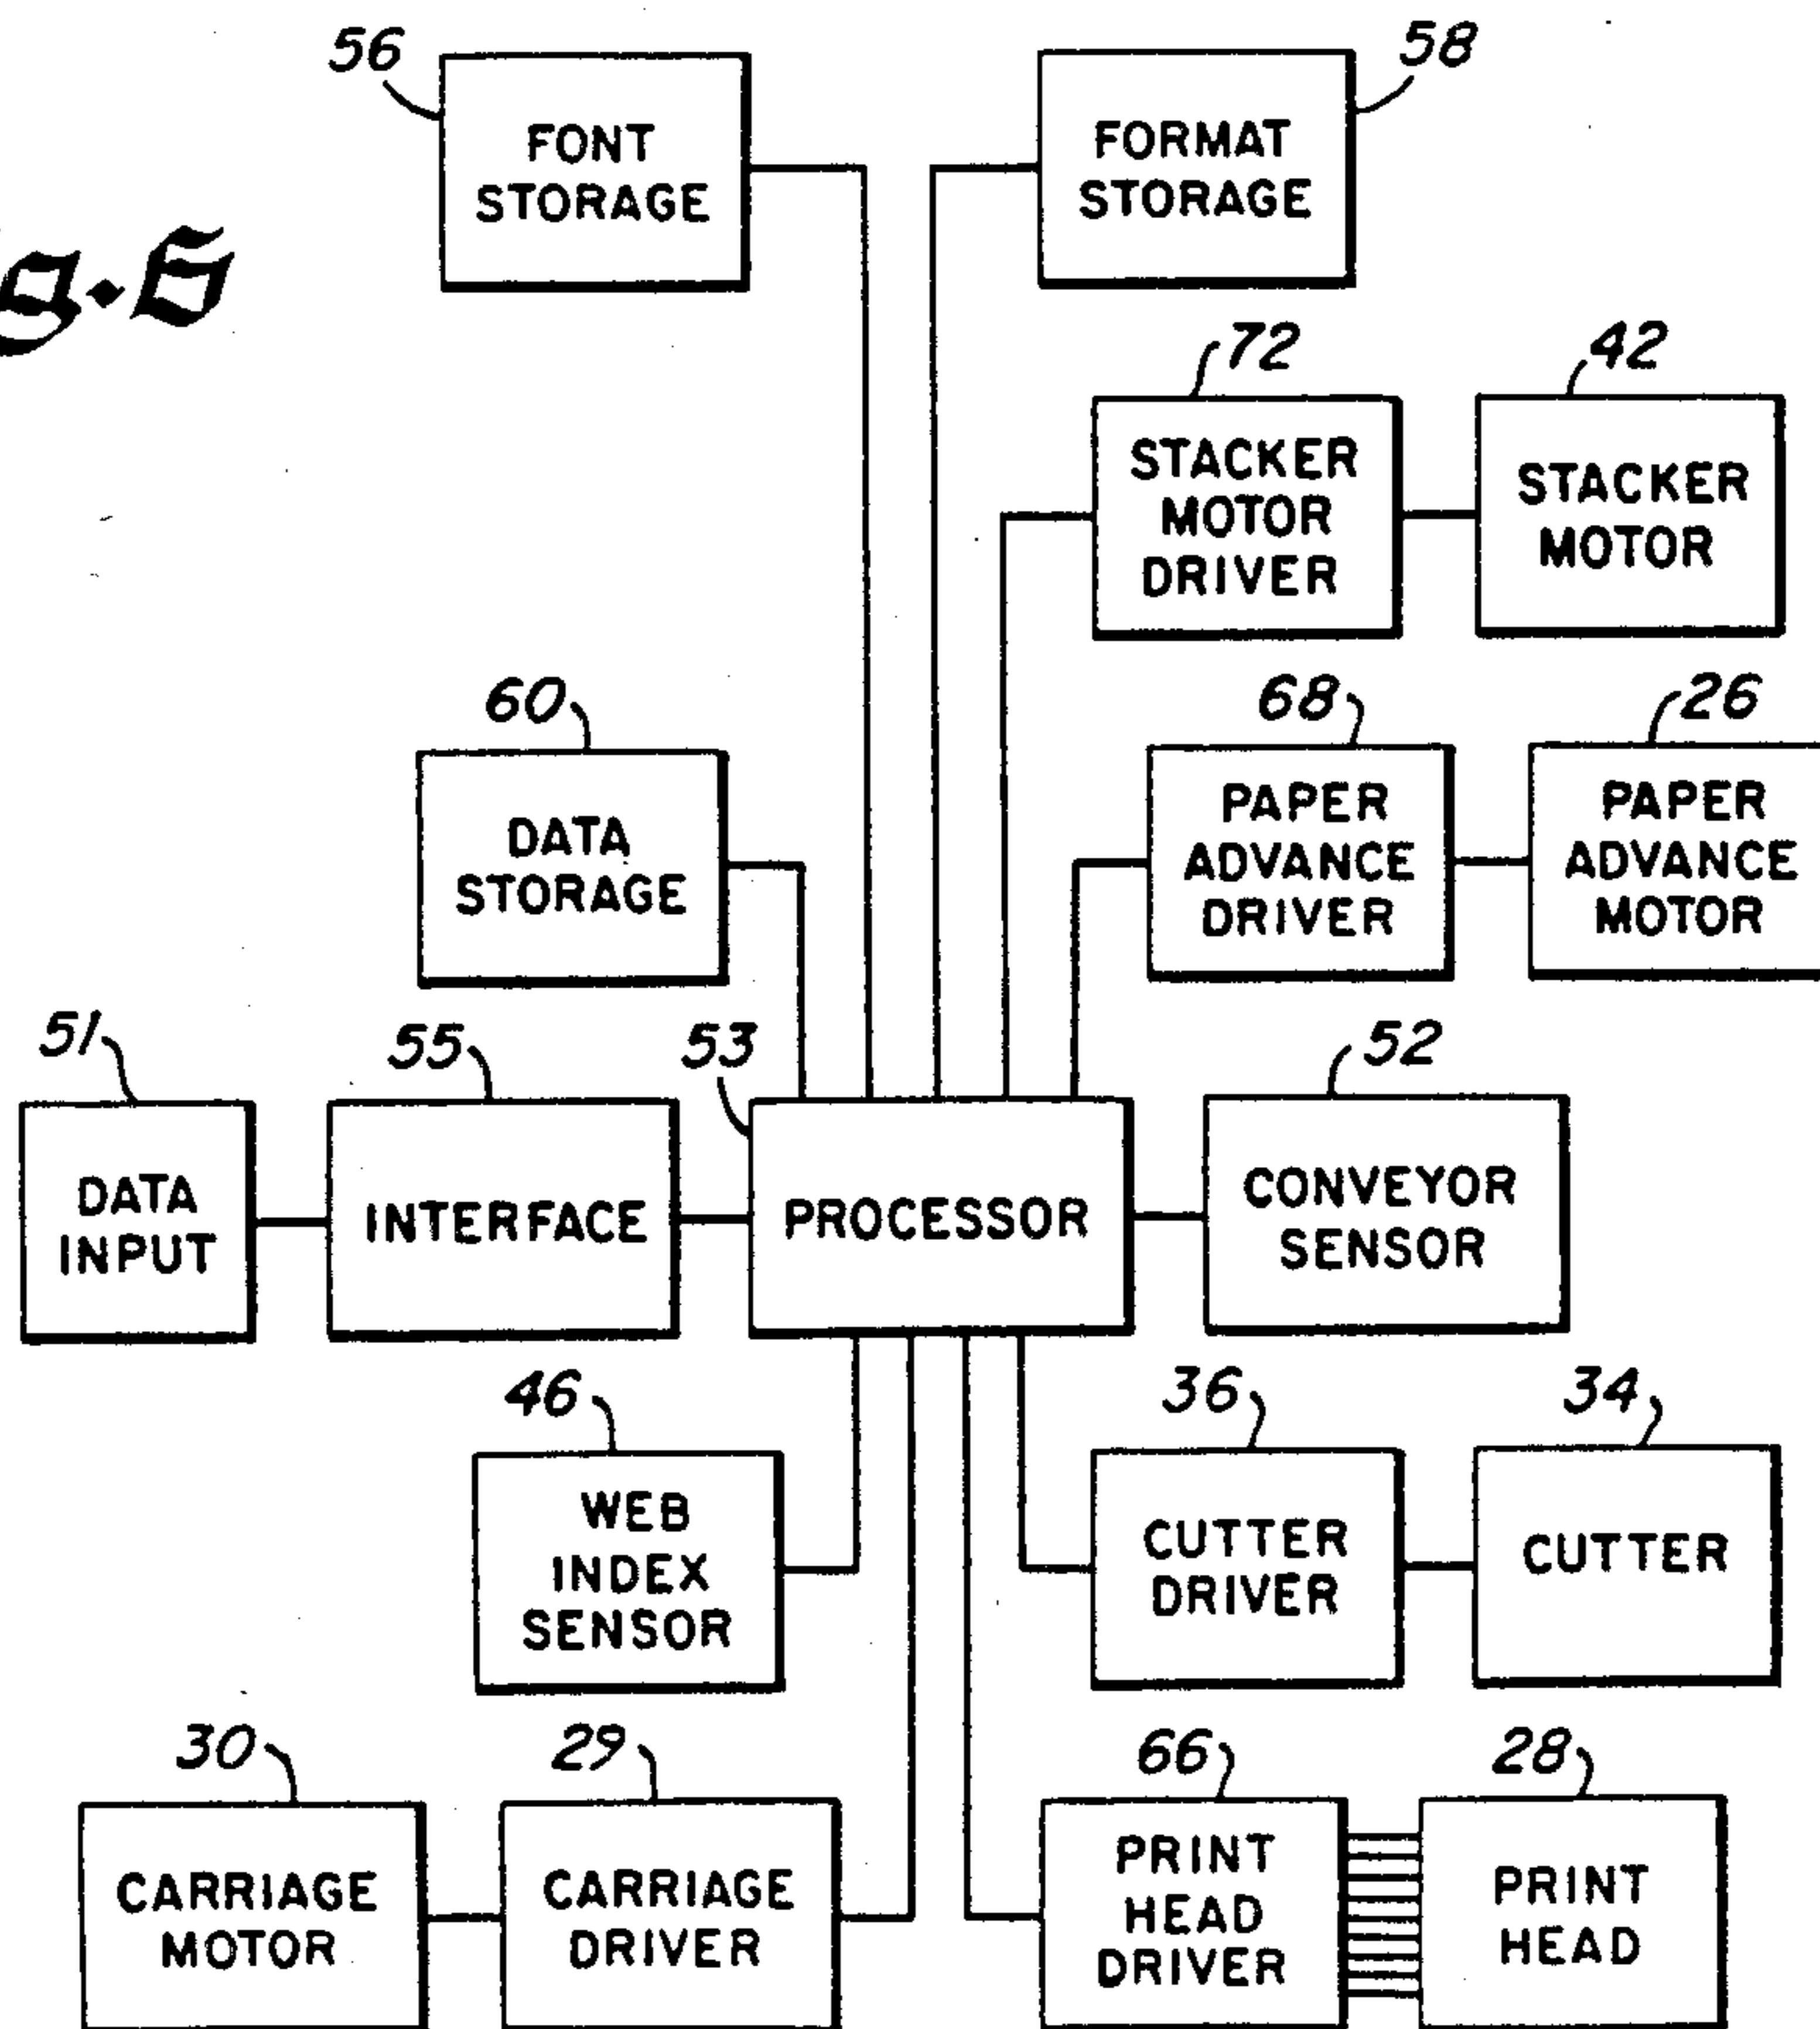 56
58
FONT
STORAGE
FORMAT
STORAGE
g.6
72
42
STACKER
MOTOR
DRIVER
STACKER
MOTOR
60
68
26
DATA
STORAGE
PAPER
ADVANCE
DRIVER
PAPER
ADVANCE
MOTOR
51
55
53
52
DATA
INPUT
INTERFACE
PROCESSOR
CONVEYOR
SENSOR
46
36
34
WEB
INDEX
SENSOR
CUTTER
DRIVER
CUTTER
30
29
66
28
CARRIAGE
MOTOR
CARRIAGE
DRIVER
PRINT
HEAD
DRIVER
PRINT
HEAD